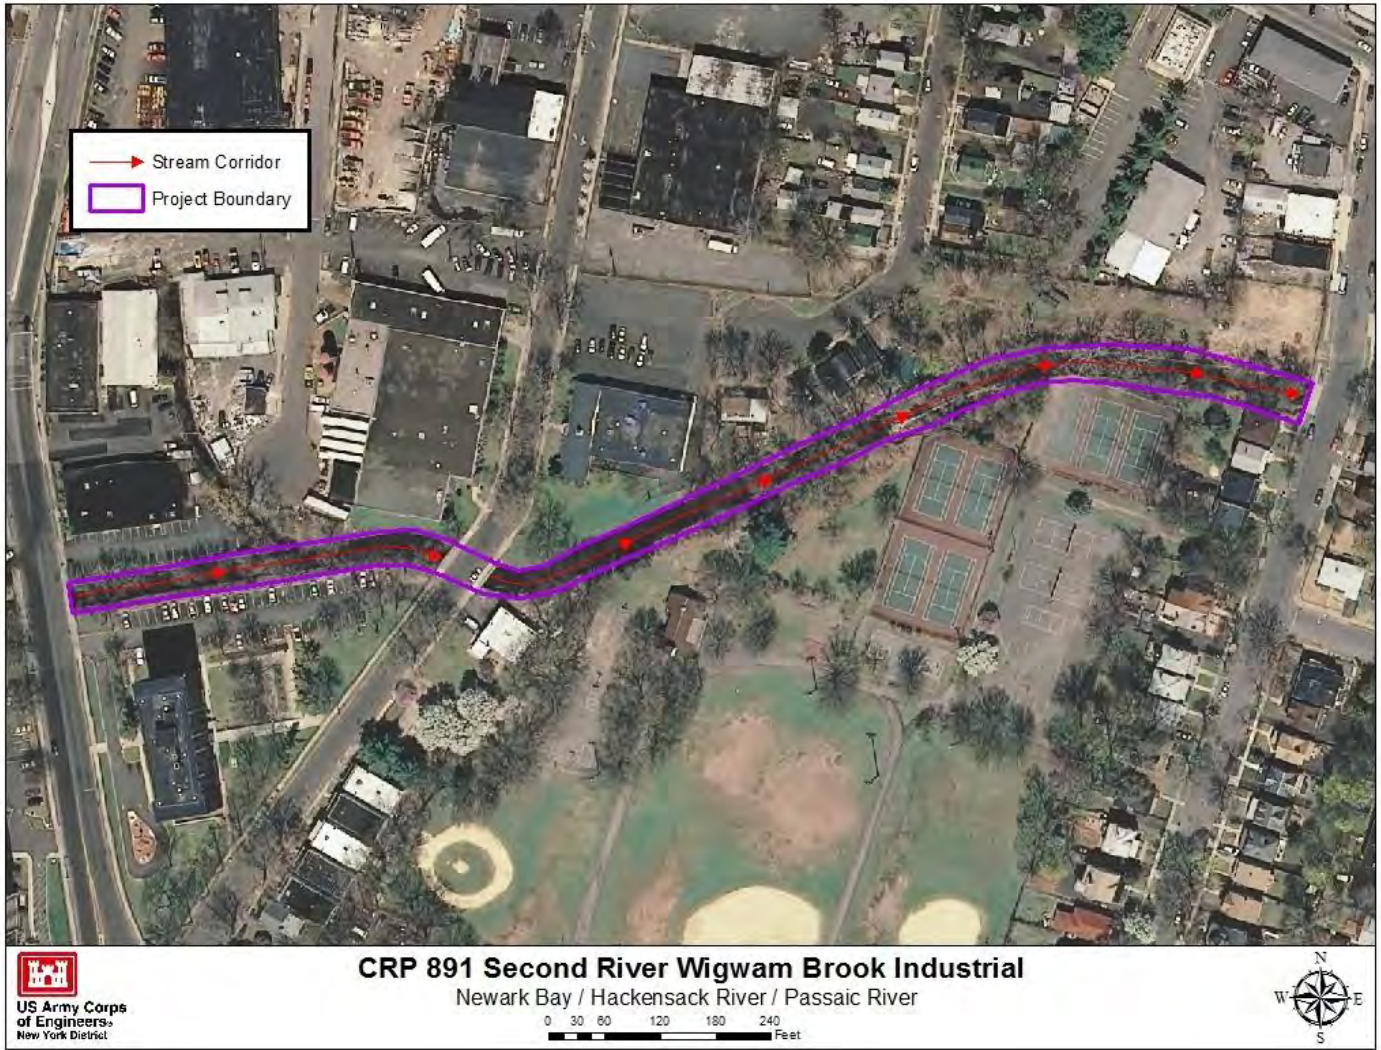 Stream Corridor
Project Boundary
US Army Corps
of Engineers®
New York District
CRP 891 Second River Wigwam Brook Industrial
Newark Bay / Hackensack River / Passaic River
0 30 60 120 180 240
Feet
N
W E
S